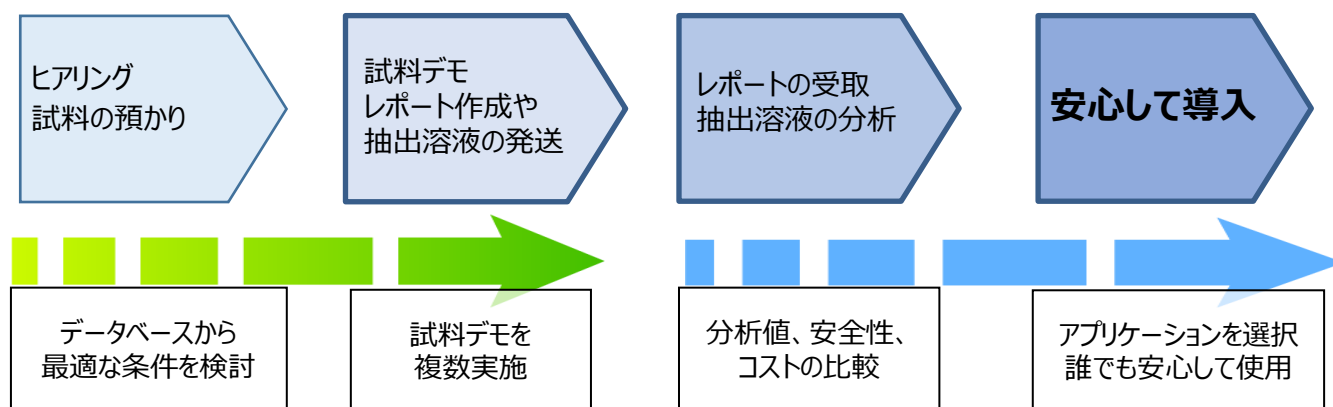 ヒアリング
試料の預かり
試料デモ
レポート作成や
抽出溶液の発送
レポートの受取
抽出溶液の分析
安心して導入
データベースから
最適な条件を検討
試料デモを
複数実施
分析値、安全性、
コストの比較
アプリケーションを選択
誰でも安心して使用